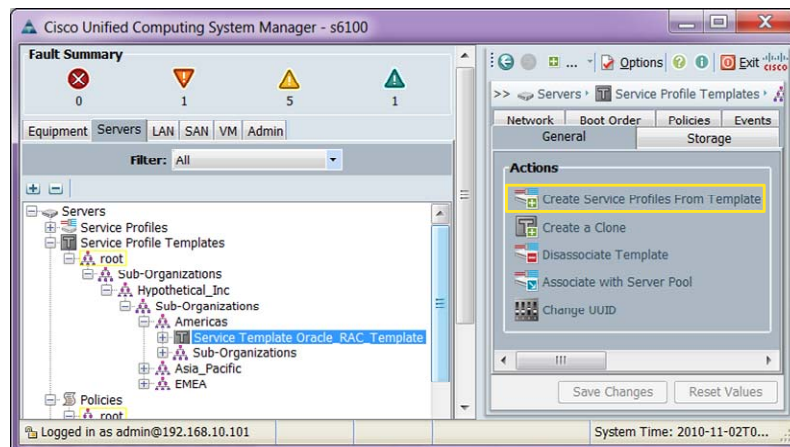 Cisco Unified Computing System Manager - s6100
Fault Summary
0 1 5 1
Equipment Servers LAN SAN VM Admin
Filter: All
Servers
Service Profiles
Service Profile Templates
root
Sub-Organizations
Hypothetical_Inc
Sub-Organizations
Americas
Service Template Oracle_RAC_Template
Sub-Organizations
Asia_Pacific
EMEA
Policies
root
... Options Exit cisco
>> Servers Service Profile Templates
Network Boot Order Policies Events
General Storage
Actions
Create Service Profiles From Template
Create a Clone
Disassociate Template
Associate with Server Pool
Change UUID
Save Changes Reset Values
Logged in as admin@192.168.10.101 System Time: 2010-11-02T0...